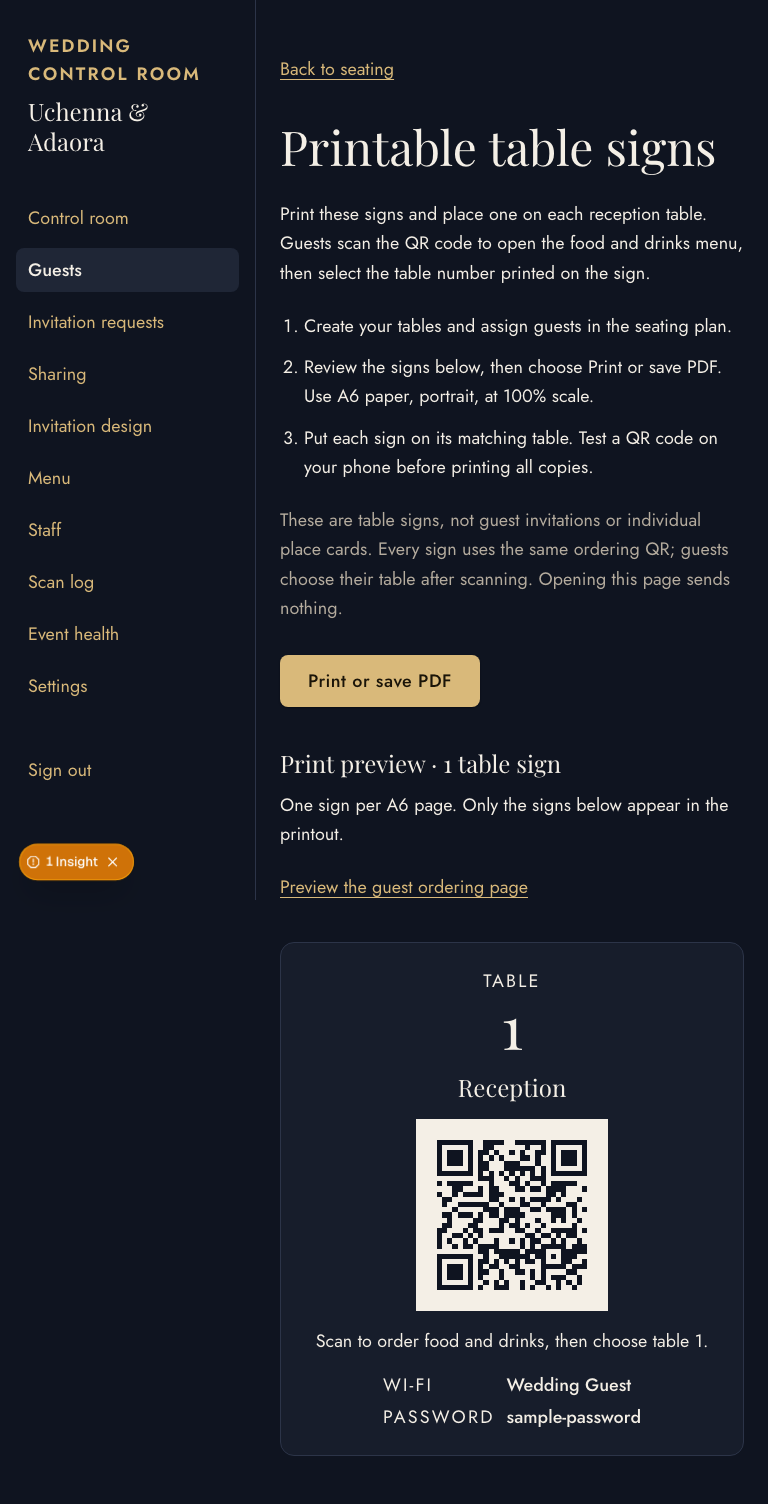 WEDDING
CONTROL ROOM
Uchenna &
Adaora
Control room
Guests
Invitation requests
Sharing
Invitation design
Menu
Staff
Scan log
Event health
Settings
Sign out
1 Insight
Back to seating
Printable table signs
Print these signs and place one on each reception table.
Guests scan the QR code to open the food and drinks menu,
then select the table number printed on the sign.
1. Create your tables and assign guests in the seating plan.
2. Review the signs below, then choose Print or save PDF.
Use A6 paper, portrait, at 100% scale.
3. Put each sign on its matching table. Test a QR code on
your phone before printing all copies.
These are table signs, not guest invitations or individual
place cards. Every sign uses the same ordering QR; guests
choose their table after scanning. Opening this page sends
nothing.
Print or save PDF
Print preview · 1 table sign
One sign per A6 page. Only the signs below appear in the
printout.
Preview the guest ordering page
TABLE
1
Reception
Scan to order food and drinks, then choose table 1.
WI-FI Wedding Guest
PASSWORD sample-password